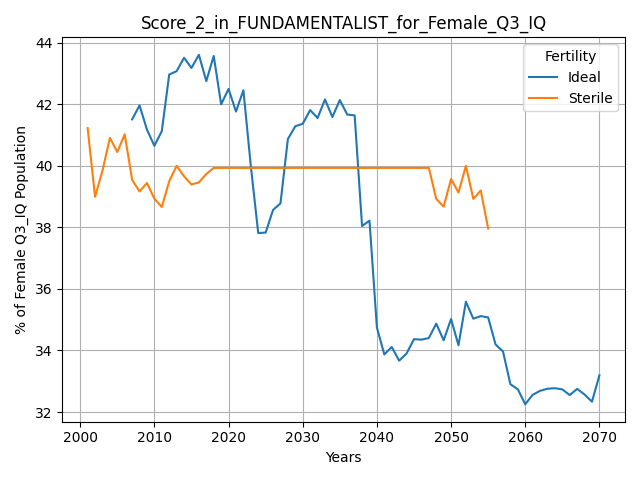 Score_2_in_FUNDAMENTALIST_for_Female_Q3_IQ
Fertility
Ideal
Sterile
% of Female Q3_IQ Population
44
42
40
38
36
34
32
2000 2010 2020 2030 2040 2050 2060 2070
Years